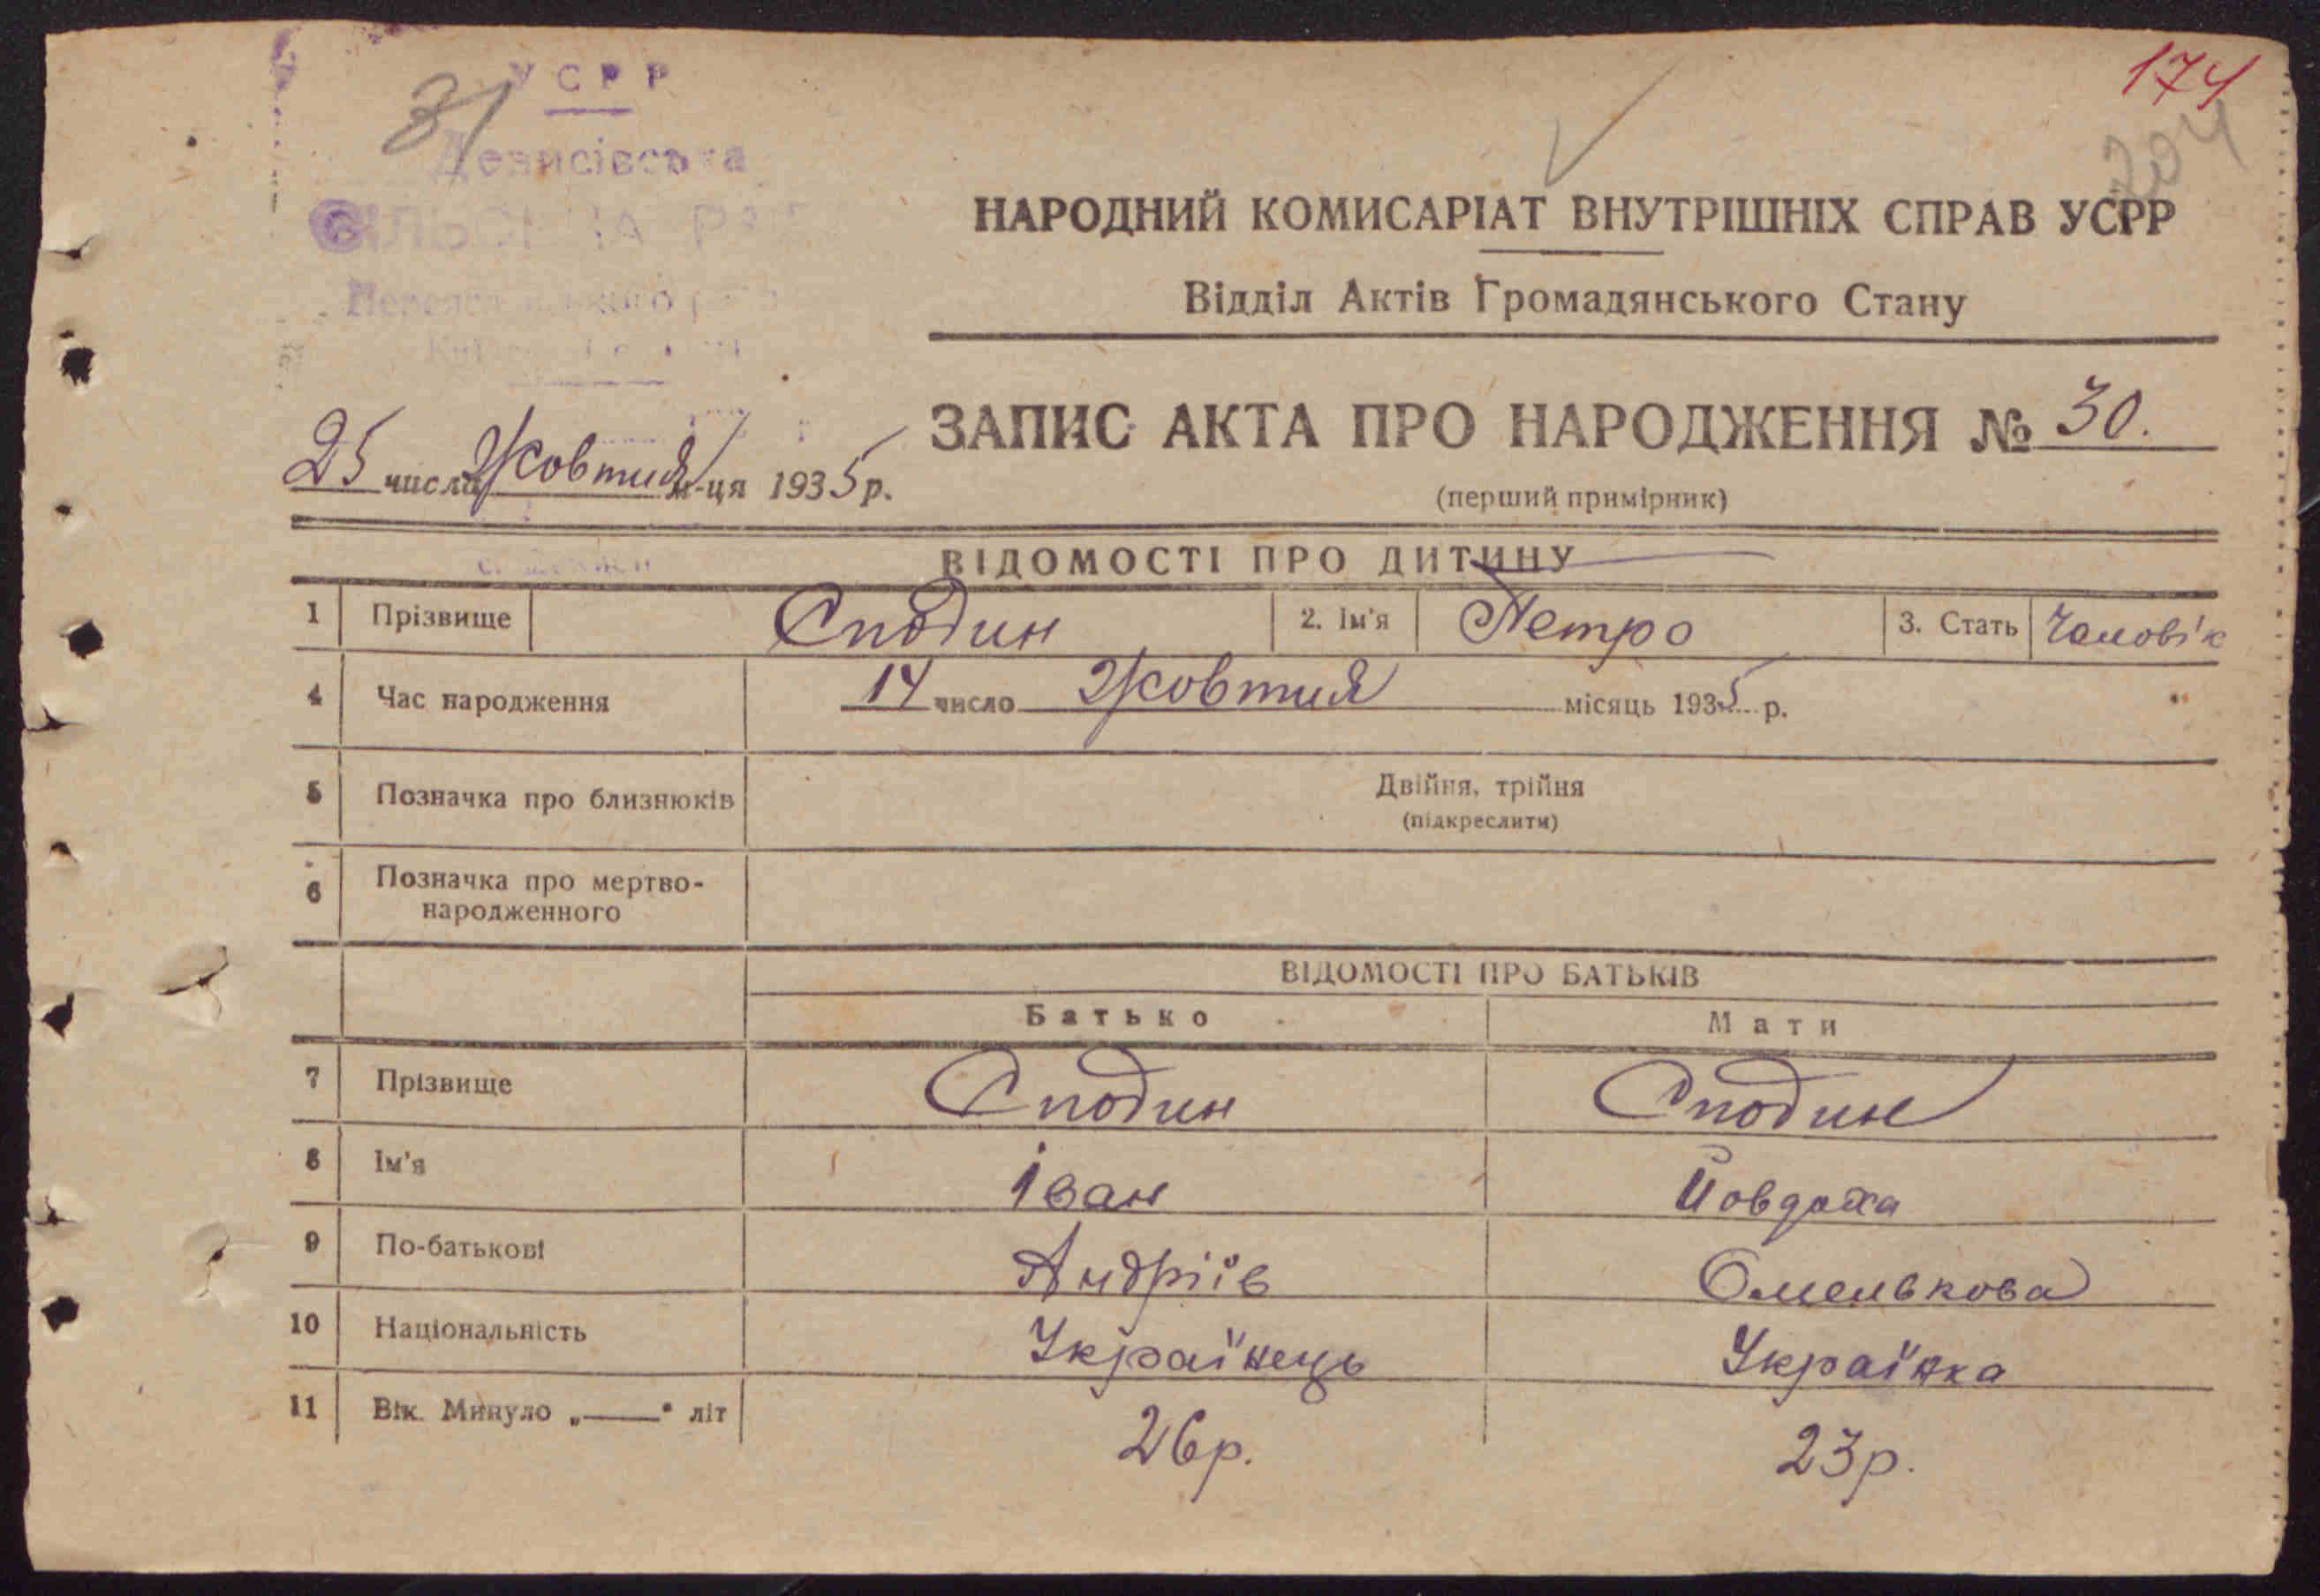 174
204
31
УСРР
Денисівська
НАРОДНИЙ КОМИСАРІАТ ВНУТРІШНІХ СПРАВ УСРР
Відділ Актів Громадянського Стану
ЗАПИС АКТА ПРО НАРОДЖЕННЯ № 30.
25 числа Жовтня м-ця 1935 р.
(перший примірник)
ВІДОМОСТІ ПРО ДИТИНУ
1 Прізвище Сподин 2. Ім'я Петро 3. Стать Чоловік
4 Час народження 14 число Жовтня місяць 1935 р.
5 Позначка про близнюків Двійня, трійня
(підкреслити)
6 Позначка про мертво-
народженного
ВІДОМОСТІ ПРО БАТЬКІВ
Батько Мати
7 Прізвище Сподин Сподин
8 Ім'я Іван Йовдоха
9 По-батькові Андріїв Омелькова
10 Національність Українець Українка
11 Вік. Минуло „——" літ 26р. 23р.